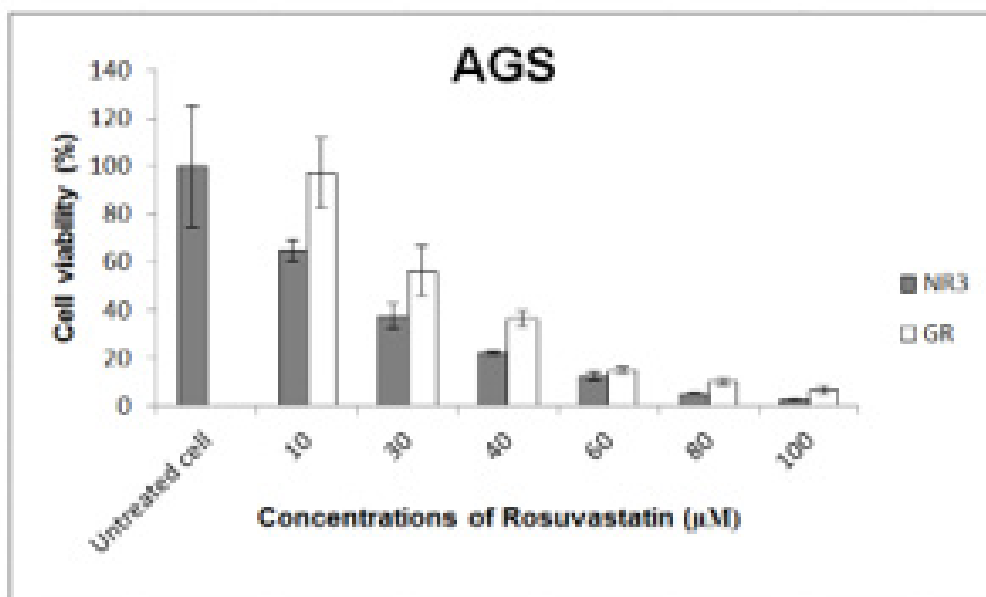 AGS
140
120
100
80
60
40
20
0
Cell viability (%)
Untreated cell
10
30
40
60
80
100
Concentrations of Rosuvastatin (μM)
NR3
GR